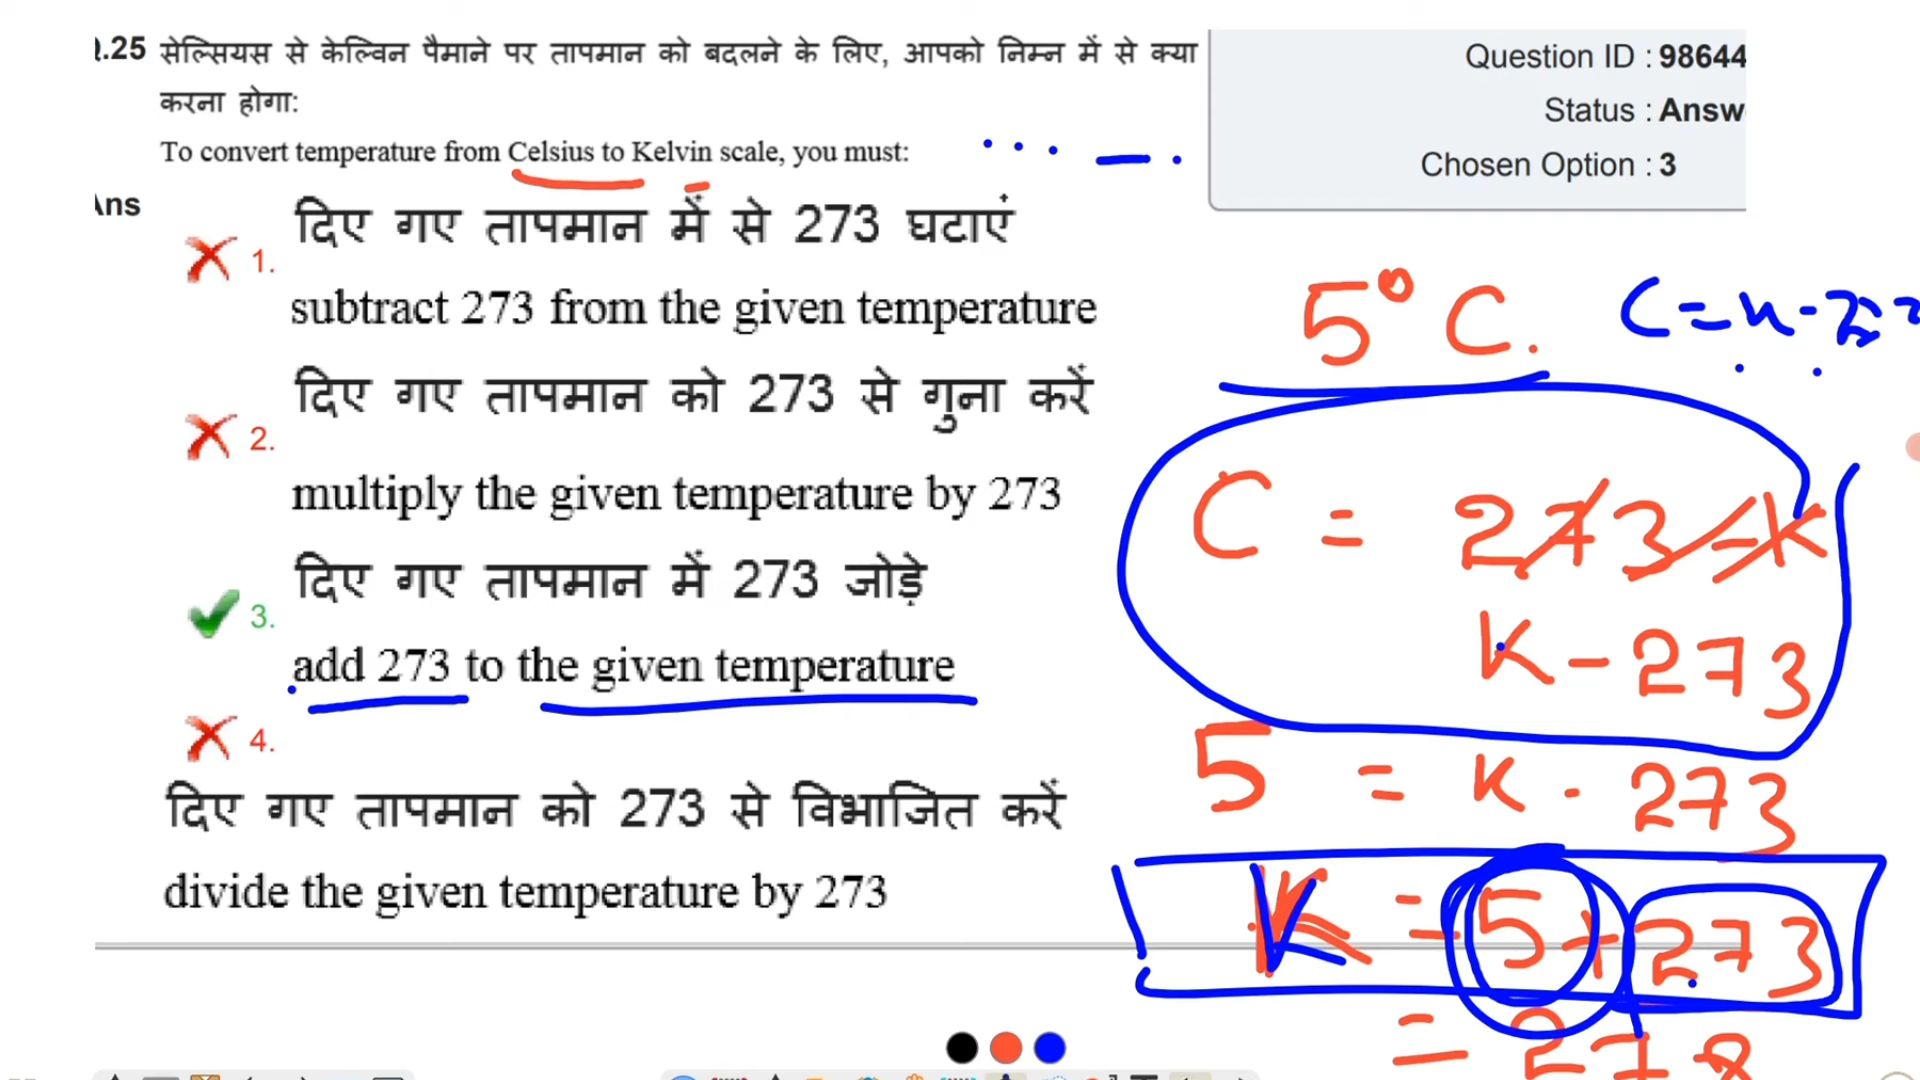 .25 सेल्सियस से केल्विन पैमाने पर तापमान को बदलने के लिए, आपको निम्न में से क्या
करना होगा:
To convert temperature from Celsius to Kelvin scale, you must:
Ans
दिए गए तापमान में से 273 घटाएं
1.
subtract 273 from the given temperature
दिए गए तापमान को 273 से गुना करें
2.
multiply the given temperature by 273
दिए गए तापमान में 273 जोड़े
3.
add 273 to the given temperature
4.
दिए गए तापमान को 273 से विभाजित करें
divide the given temperature by 273
Question ID : 98644
Status : Answ
Chosen Option : 3
5° C.
C = K - 273
C = 273 - K
K - 273
5 = K - 273
K = 5 + 273
= 278